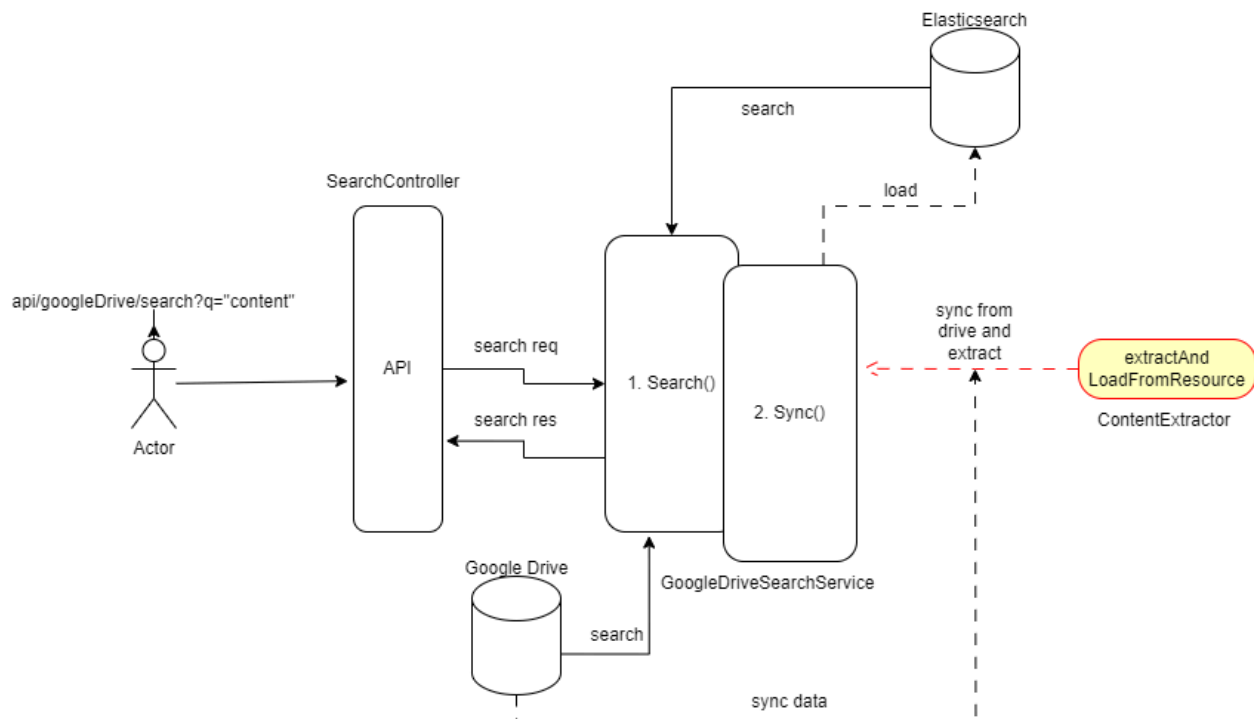 Elasticsearch
search
SearchController
load
api/googleDrive/search?q="content"
sync from
drive and
extract
search req
API
1. Search()
extractAnd
LoadFromResource
2. Sync()
search res
ContentExtractor
Actor
Google Drive
GoogleDriveSearchService
search
sync data